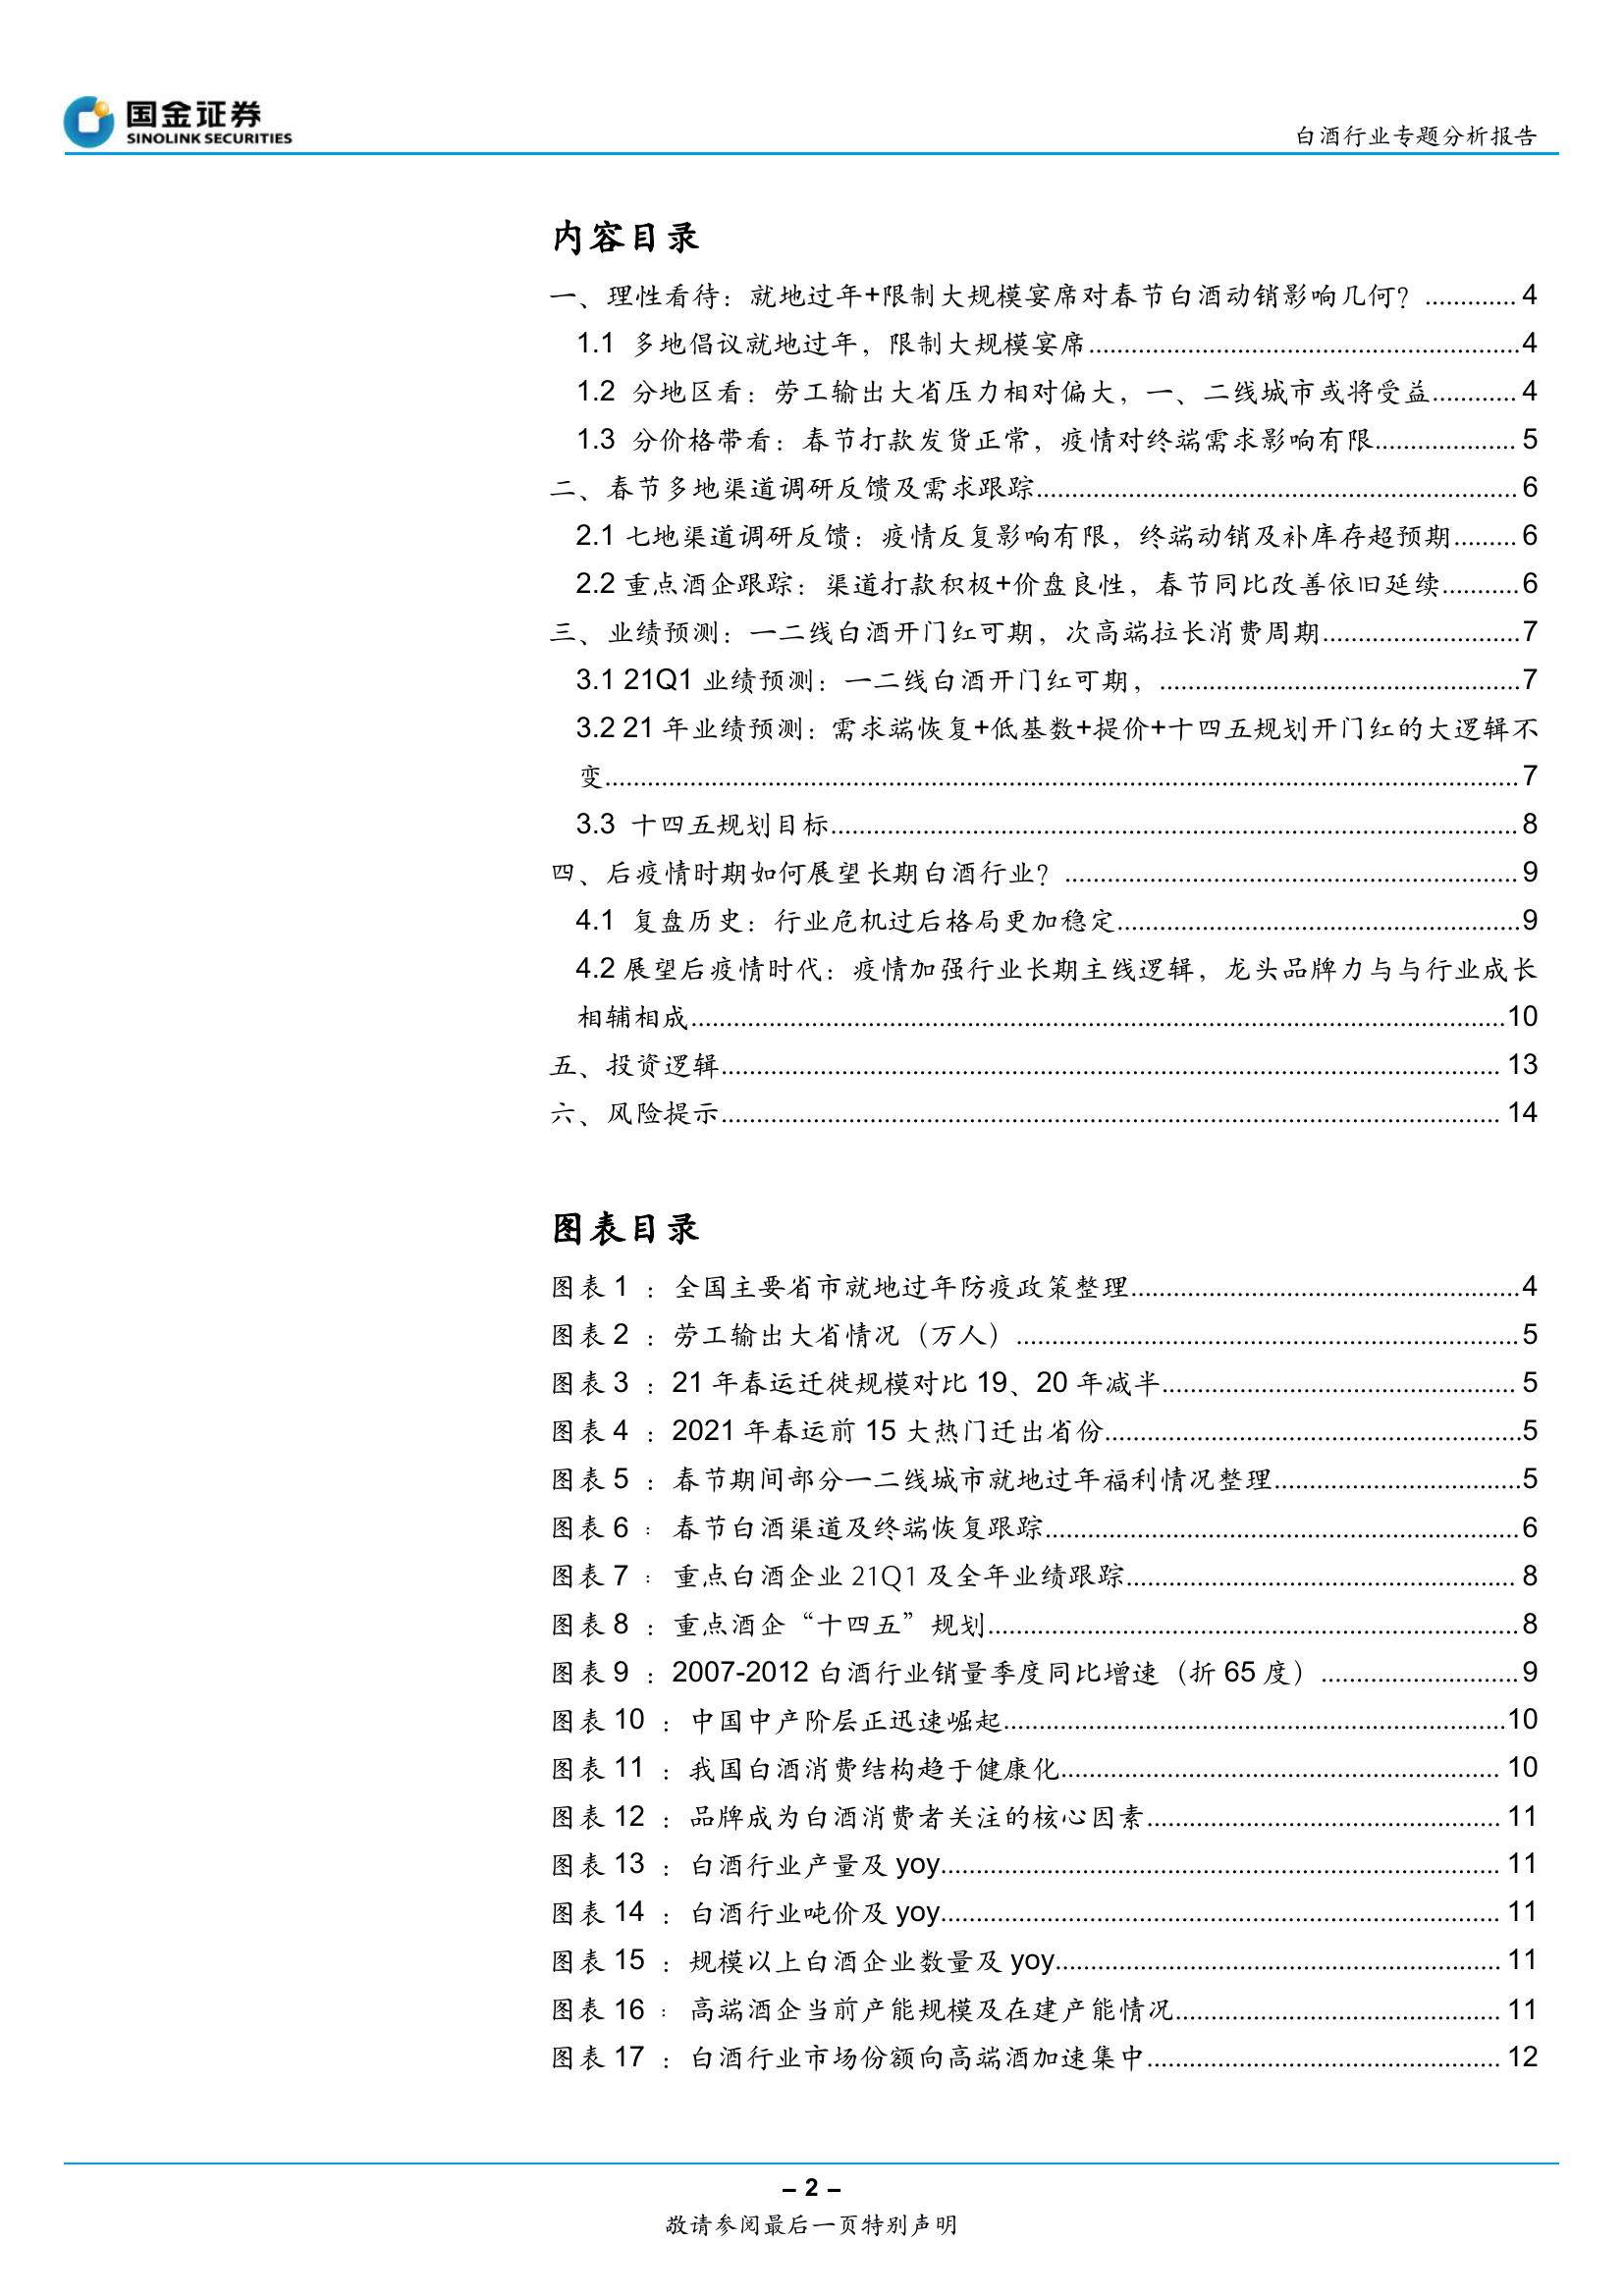 国金证券
SINOLINK SECURITIES
白酒行业专题分析报告
内容目录
一、理性看待：就地过年+限制大规模宴席对春节白酒动销影响几何？............. 4
1.1 多地倡议就地过年，限制大规模宴席.............................................................4
1.2 分地区看：劳工输出大省压力相对偏大，一、二线城市或将受益............ 4
1.3 分价格带看：春节打款发货正常，疫情对终端需求影响有限.................... 5
二、春节多地渠道调研反馈及需求跟踪.................................................................... 6
2.1 七地渠道调研反馈：疫情反复影响有限，终端动销及补库存超预期......... 6
2.2 重点酒企跟踪：渠道打款积极+价盘良性，春节同比改善依旧延续...........6
三、业绩预测：一二线白酒开门红可期，次高端拉长消费周期............................7
3.1 21Q1 业绩预测：一二线白酒开门红可期，...................................................7
3.2 21 年业绩预测：需求端恢复+低基数+提价+十四五规划开门红的大逻辑不
变................................................................................................................................. 7
3.3 十四五规划目标................................................................................................. 8
四、后疫情时期如何展望长期白酒行业？................................................................ 9
4.1 复盘历史：行业危机过后格局更加稳定.........................................................9
4.2 展望后疫情时代：疫情加强行业长期主线逻辑，龙头品牌力与与行业成长
相辅相成...................................................................................................................10
五、投资逻辑.............................................................................................................. 13
六、风险提示.............................................................................................................. 14
图表目录
图表 1 ：全国主要省市就地过年防疫政策整理.......................................................4
图表 2 ：劳工输出大省情况（万人）....................................................................... 5
图表 3 ：21 年春运迁徙规模对比 19、20 年减半.................................................. 5
图表 4 ：2021 年春运前 15 大热门迁出省份...........................................................5
图表 5 ：春节期间部分一二线城市就地过年福利情况整理...................................5
图表 6 ：春节白酒渠道及终端恢复跟踪................................................................... 6
图表 7 ：重点白酒企业 21Q1 及全年业绩跟踪....................................................... 8
图表 8 ：重点酒企“十四五”规划........................................................................... 8
图表 9 ：2007-2012 白酒行业销量季度同比增速（折 65 度）............................ 9
图表 10 ：中国中产阶层正迅速崛起.......................................................................10
图表 11 ：我国白酒消费结构趋于健康化.............................................................. 10
图表 12 ：品牌成为白酒消费者关注的核心因素.................................................. 11
图表 13 ：白酒行业产量及 yoy............................................................................... 11
图表 14 ：白酒行业吨价及 yoy............................................................................... 11
图表 15 ：规模以上白酒企业数量及 yoy............................................................... 11
图表 16 ：高端酒企当前产能规模及在建产能情况.............................................. 11
图表 17 ：白酒行业市场份额向高端酒加速集中.................................................. 12
- 2 -
敬请参阅最后一页特别声明